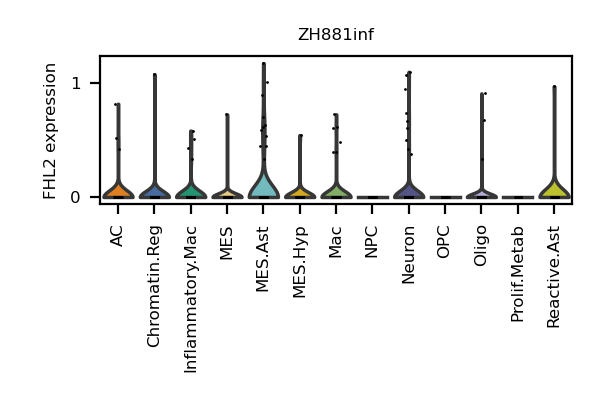 ZH881inf
FHL2 expression
1
0
AC
Chromatin.Reg
Inflammatory.Mac
MES
MES.Ast
MES.Hyp
Mac
NPC
Neuron
OPC
Oligo
Prolif.Metab
Reactive.Ast